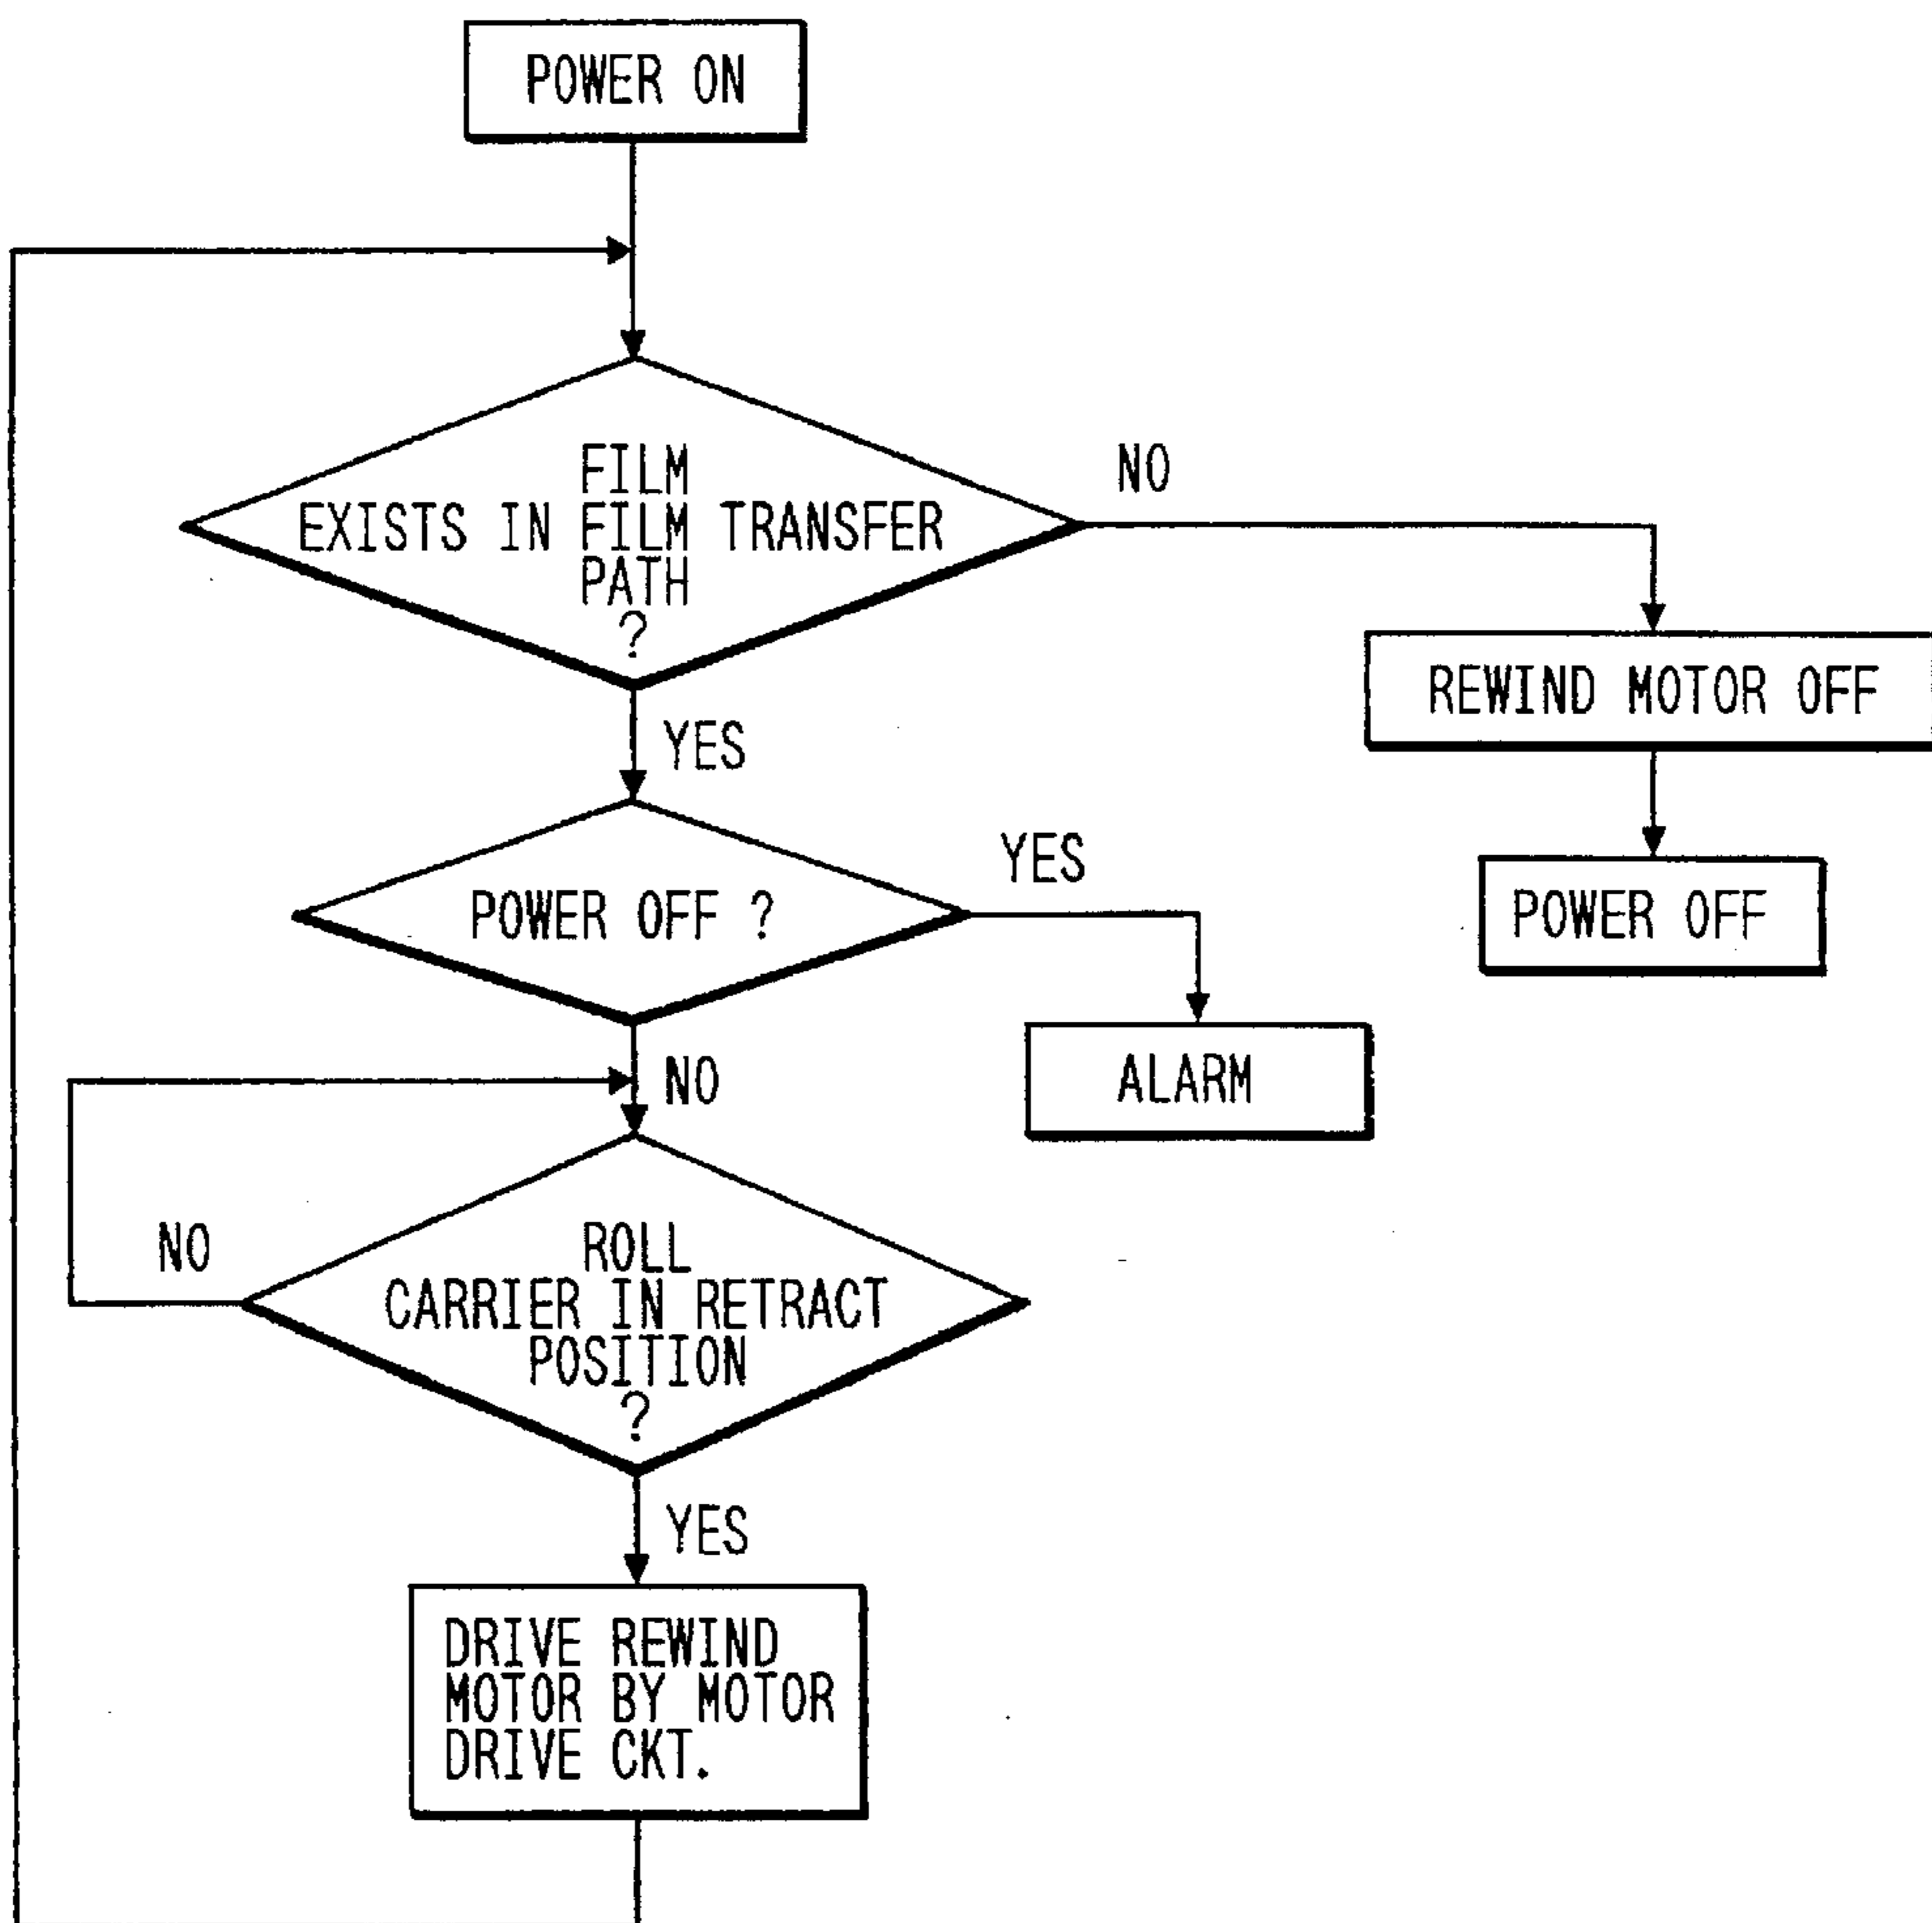 POWER ON
FILM
EXISTS IN FILM TRANSFER
PATH
?
NO
REWIND MOTOR OFF
YES
POWER OFF ?
YES
POWER OFF
ALARM
NO
NO
ROLL
CARRIER IN RETRACT
POSITION
?
YES
DRIVE REWIND
MOTOR BY MOTOR
DRIVE CKT.